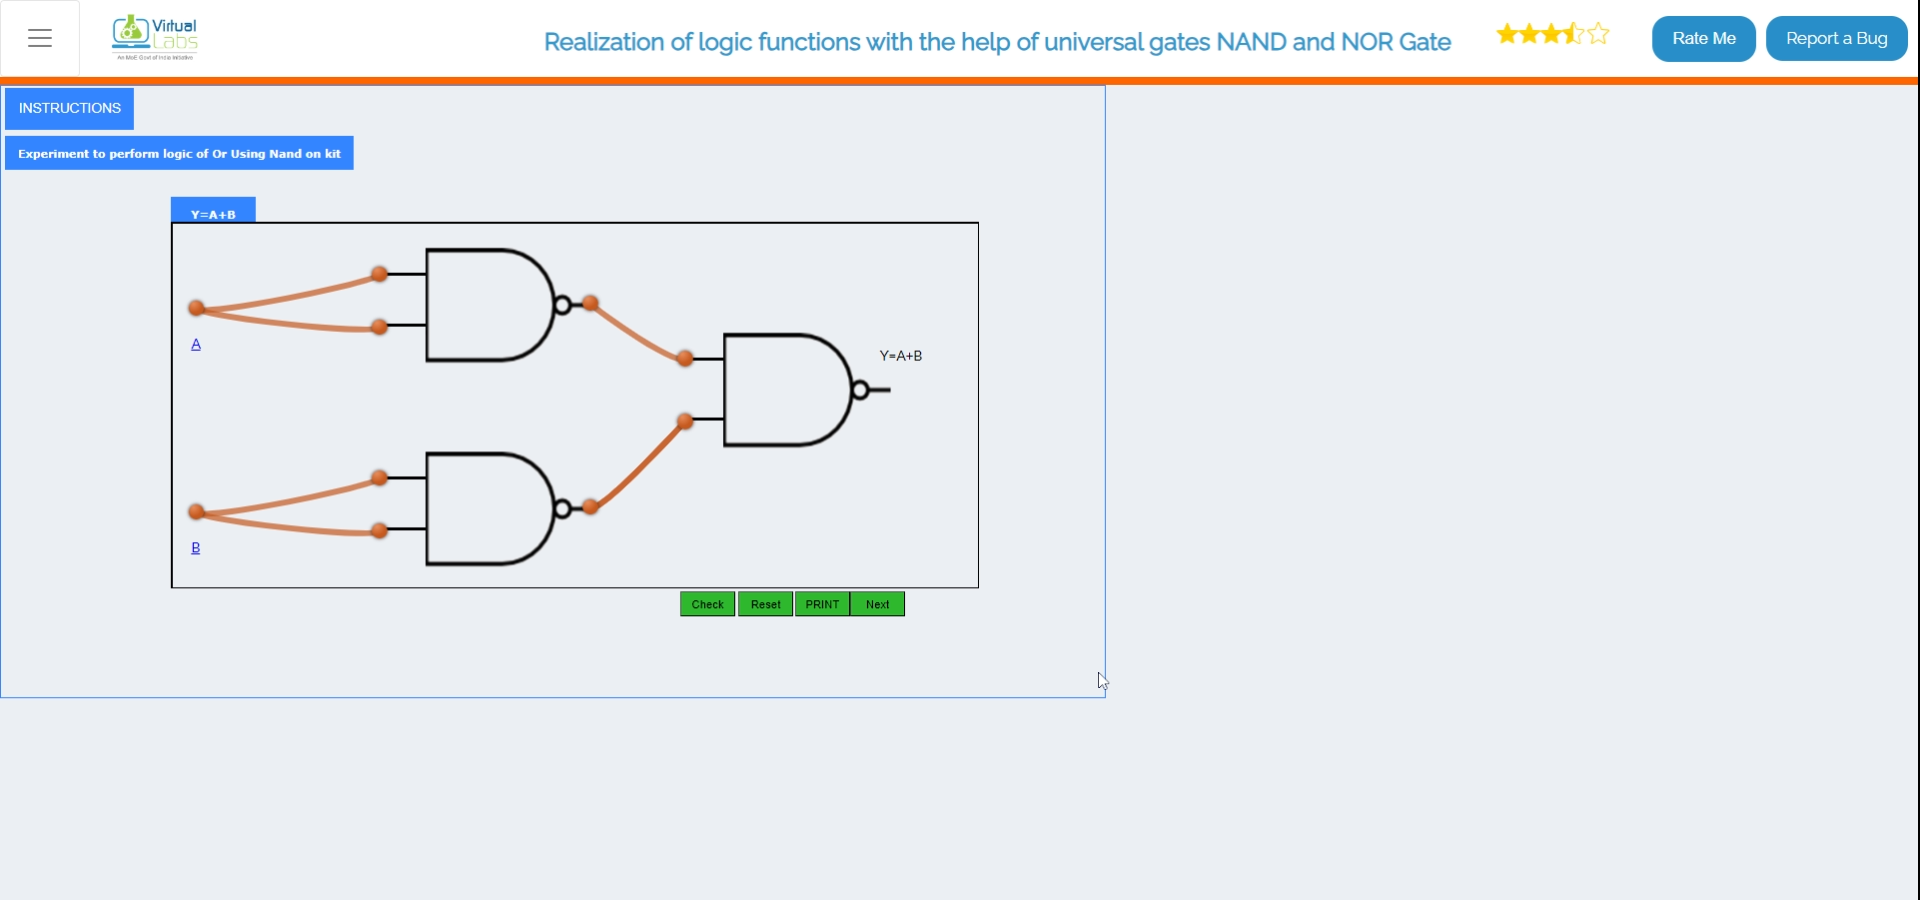 Virtual
Labs
An MoE Govt of India Initiative
Realization of logic functions with the help of universal gates NAND and NOR Gate
Rate Me
Report a Bug
INSTRUCTIONS
Experiment to perform logic of Or Using Nand on kit
Y=A+B
A
Y=A+B
B
Check
Reset
PRINT
Next